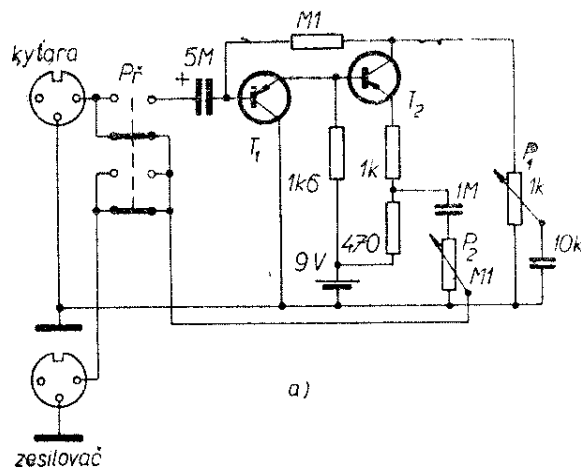 kytara
Př
5M
+
M1
T1
T2
1k6
1k
470
9V
1M
P2
M1
P1
1k
10k
a)
zesilovač